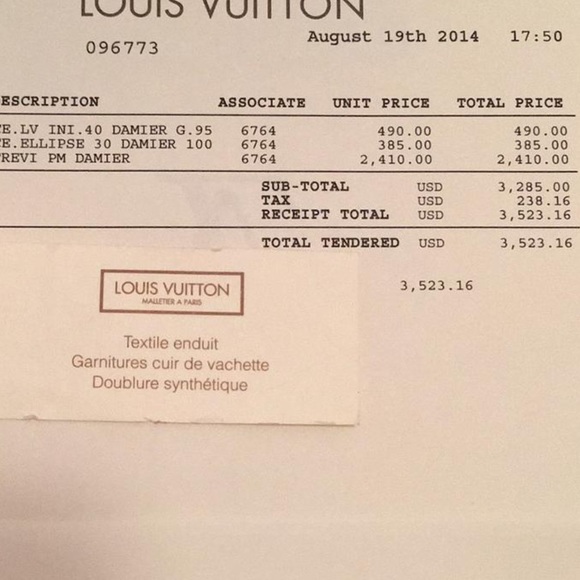 LOUIS VUITTON
096773
August 19th 2014 17:50
ESCRIPTION ASSOCIATE UNIT PRICE TOTAL PRICE
E.LV INI.40 DAMIER G.95 6764 490.00 490.00
E.ELLIPSE 30 DAMIER 100 6764 385.00 385.00
TREVI PM DAMIER 6764 2,410.00 2,410.00
SUB-TOTAL USD 3,285.00
TAX USD 238.16
RECEIPT TOTAL USD 3,523.16
TOTAL TENDERED USD 3,523.16
3,523.16
LOUIS VUITTON
MALLETIER A PARIS
Textile enduit
Garnitures cuir de vachette
Doublure synthétique